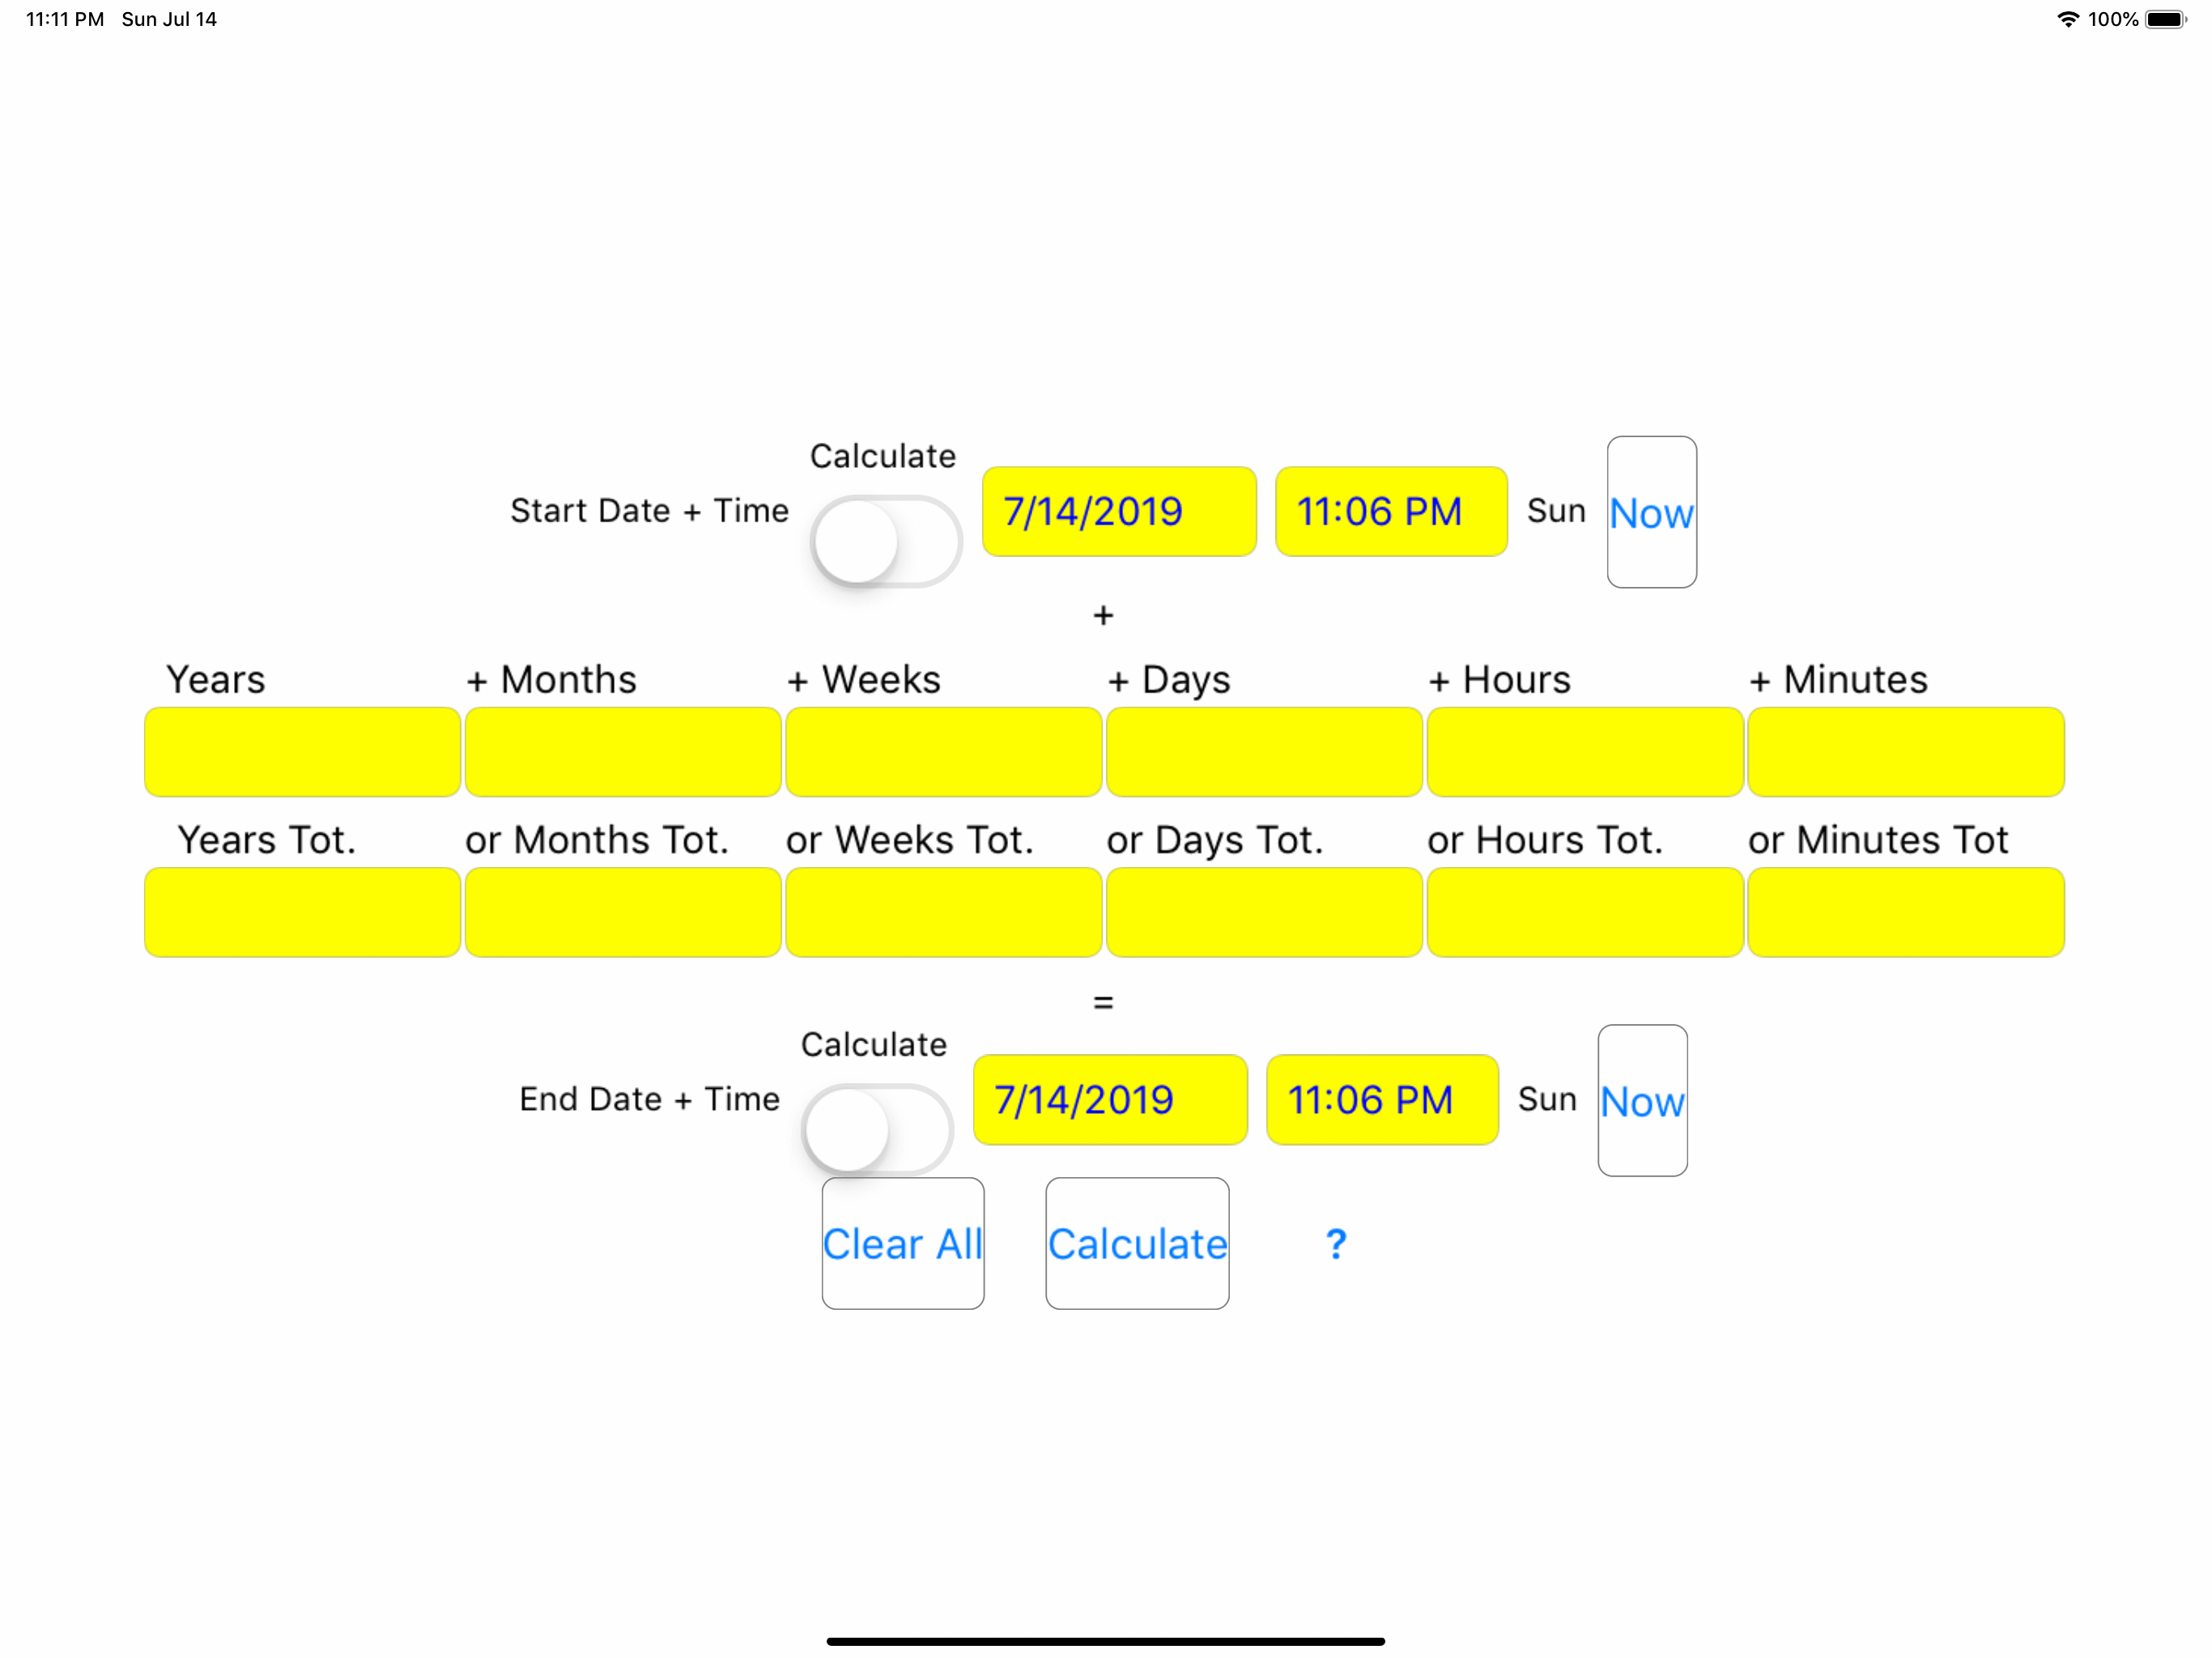 11:11 PM Sun Jul 14 100%
Calculate
Start Date + Time 7/14/2019 11:06 PM Sun Now
+
Years + Months + Weeks + Days + Hours + Minutes
Years Tot. or Months Tot. or Weeks Tot. or Days Tot. or Hours Tot. or Minutes Tot
=
Calculate
End Date + Time 7/14/2019 11:06 PM Sun Now
Clear All Calculate ?